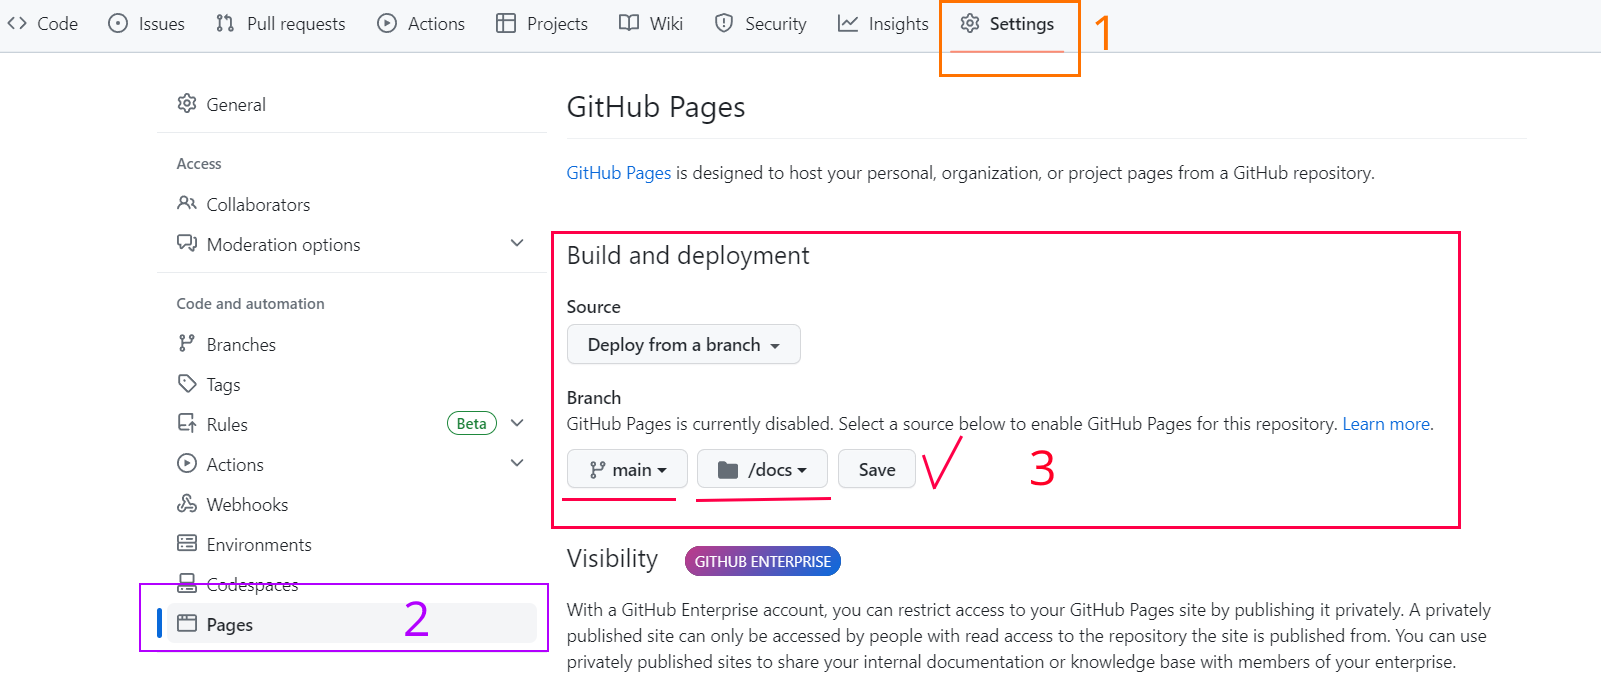 Code Issues Pull requests Actions Projects Wiki Security Insights Settings 1
General
Access
Collaborators
Moderation options
Code and automation
Branches
Tags
Rules Beta
Actions
Webhooks
Environments
Codespaces
Pages 2
GitHub Pages
GitHub Pages is designed to host your personal, organization, or project pages from a GitHub repository.
Build and deployment
Source
Deploy from a branch
Branch
GitHub Pages is currently disabled. Select a source below to enable GitHub Pages for this repository. Learn more.
main /docs Save 3
Visibility GITHUB ENTERPRISE
With a GitHub Enterprise account, you can restrict access to your GitHub Pages site by publishing it privately. A privately
published site can only be accessed by people with read access to the repository the site is published from. You can use
privately published sites to share your internal documentation or knowledge base with members of your enterprise.